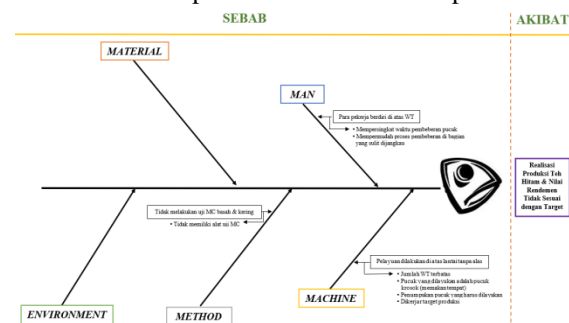 SEBAB
AKIBAT
MATERIAL
MAN
Para pekerja berdiri di atas WT
• Mempersingkat waktu pembeberan pucuk
• Mempermudah proses pembeberan di bagian
yang sulit dijangkau
Realisasi
Produksi Teh
Hitam & Nilai
Rendemen
Tidak Sesuai
dengan Target
Tidak melakukan uji MC basah & kering
• Tidak memiliki alat uji MC
Pelayuan dilakukan di atas lantai tanpa alas
• Jumlah WT terbatas
• Pucuk yang dilayukan adalah pucuk
krosok (memakan tempat)
• Penumpukan pucuk yang harus dilayukan
• Dikejar target produksi
ENVIRONMENT
METHOD
MACHINE